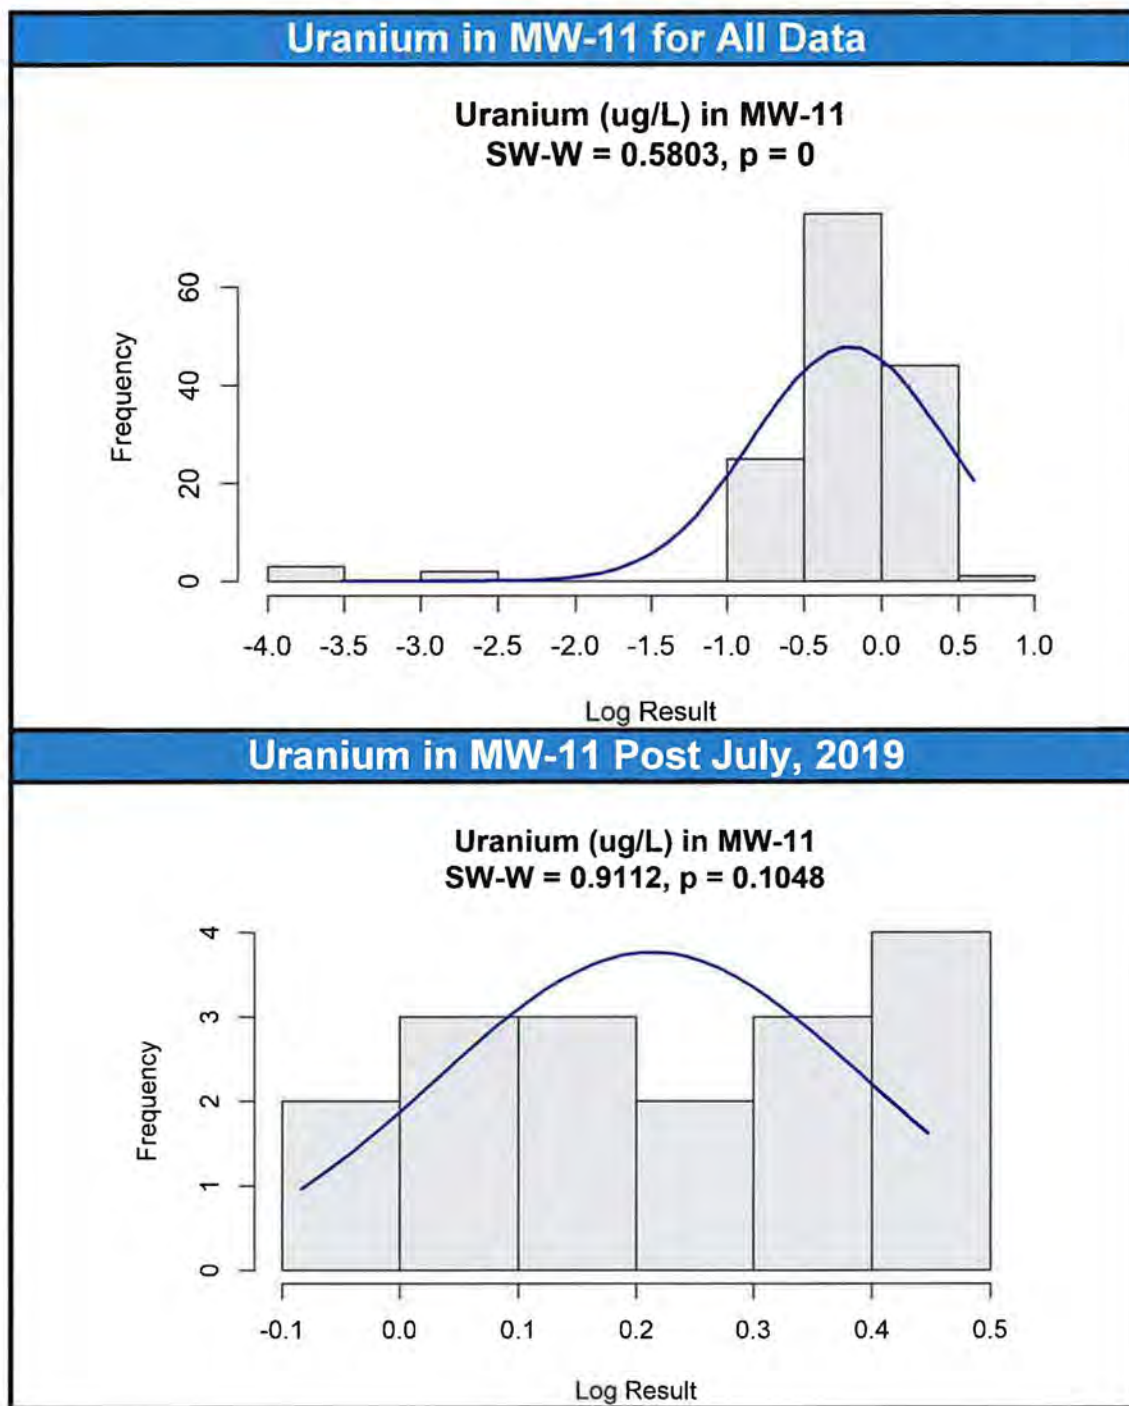 Uranium in MW-11 for All Data
Uranium (ug/L) in MW-11
SW-W = 0.5803, p = 0
Frequency
60
40
20
0
-4.0 -3.5 -3.0 -2.5 -2.0 -1.5 -1.0 -0.5 0.0 0.5 1.0
Log Result
Uranium in MW-11 Post July, 2019
Uranium (ug/L) in MW-11
SW-W = 0.9112, p = 0.1048
Frequency
4
3
2
1
0
-0.1 0.0 0.1 0.2 0.3 0.4 0.5
Log Result